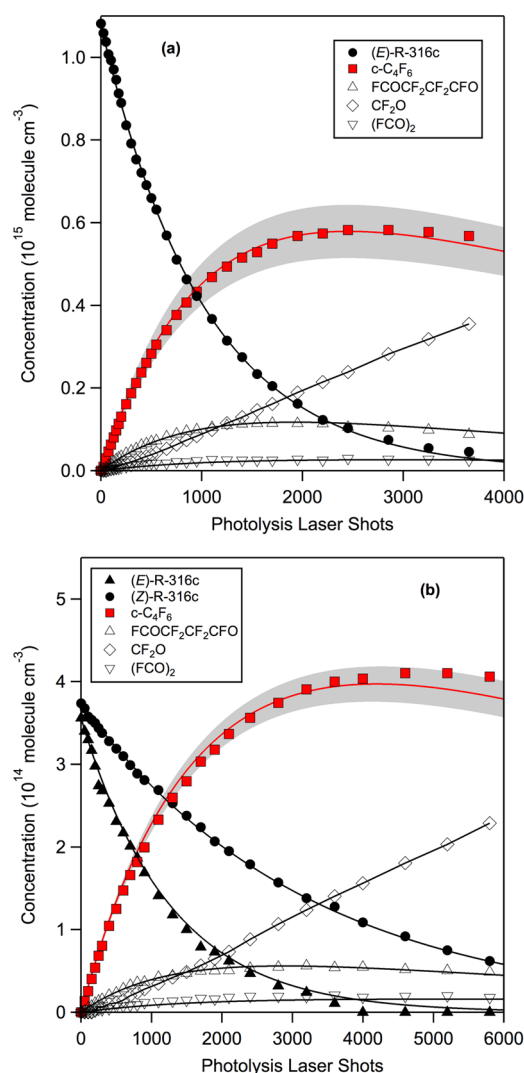 (a)
(E)-R-316c
c-C4F6
FCOCF2CF2CFO
CF2O
(FCO)2
1.0
0.8
0.6
0.4
0.2
0.0
Concentration (10^15 molecule cm^-3)
0
1000
2000
3000
4000
Photolysis Laser Shots
(b)
(E)-R-316c
(Z)-R-316c
c-C4F6
FCOCF2CF2CFO
CF2O
(FCO)2
5
4
3
2
1
0
Concentration (10^14 molecule cm^-3)
0
1000
2000
3000
4000
5000
6000
Photolysis Laser Shots